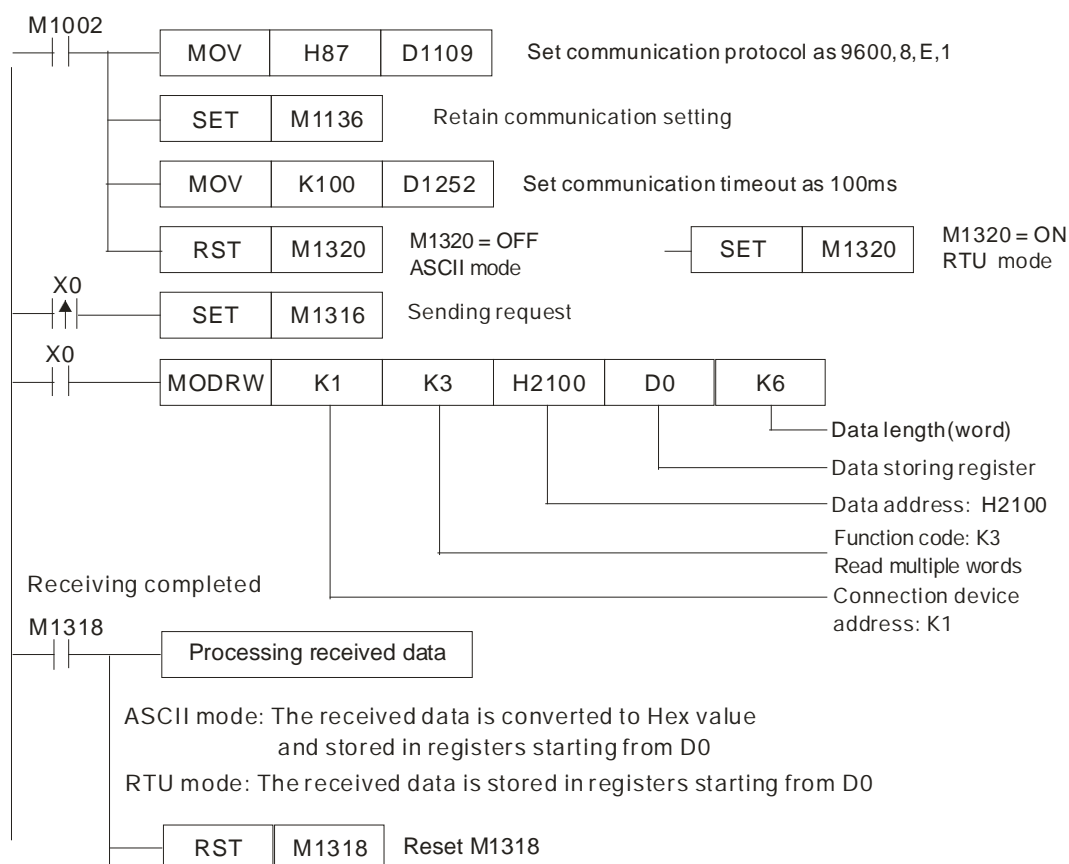 M1002
MOV H87 D1109 Set communication protocol as 9600,8,E,1
SET M1136 Retain communication setting
MOV K100 D1252 Set communication timeout as 100ms
RST M1320 M1320 = OFF
ASCII mode
SET M1320 M1320 = ON
RTU mode
X0
SET M1316 Sending request
X0
MODRW K1 K3 H2100 D0 K6
Data length(word)
Data storing register
Data address: H2100
Function code: K3
Read multiple words
Connection device
address: K1
Receiving completed
M1318
Processing received data
ASCII mode: The received data is converted to Hex value
and stored in registers starting from D0
RTU mode: The received data is stored in registers starting from D0
RST M1318 Reset M1318